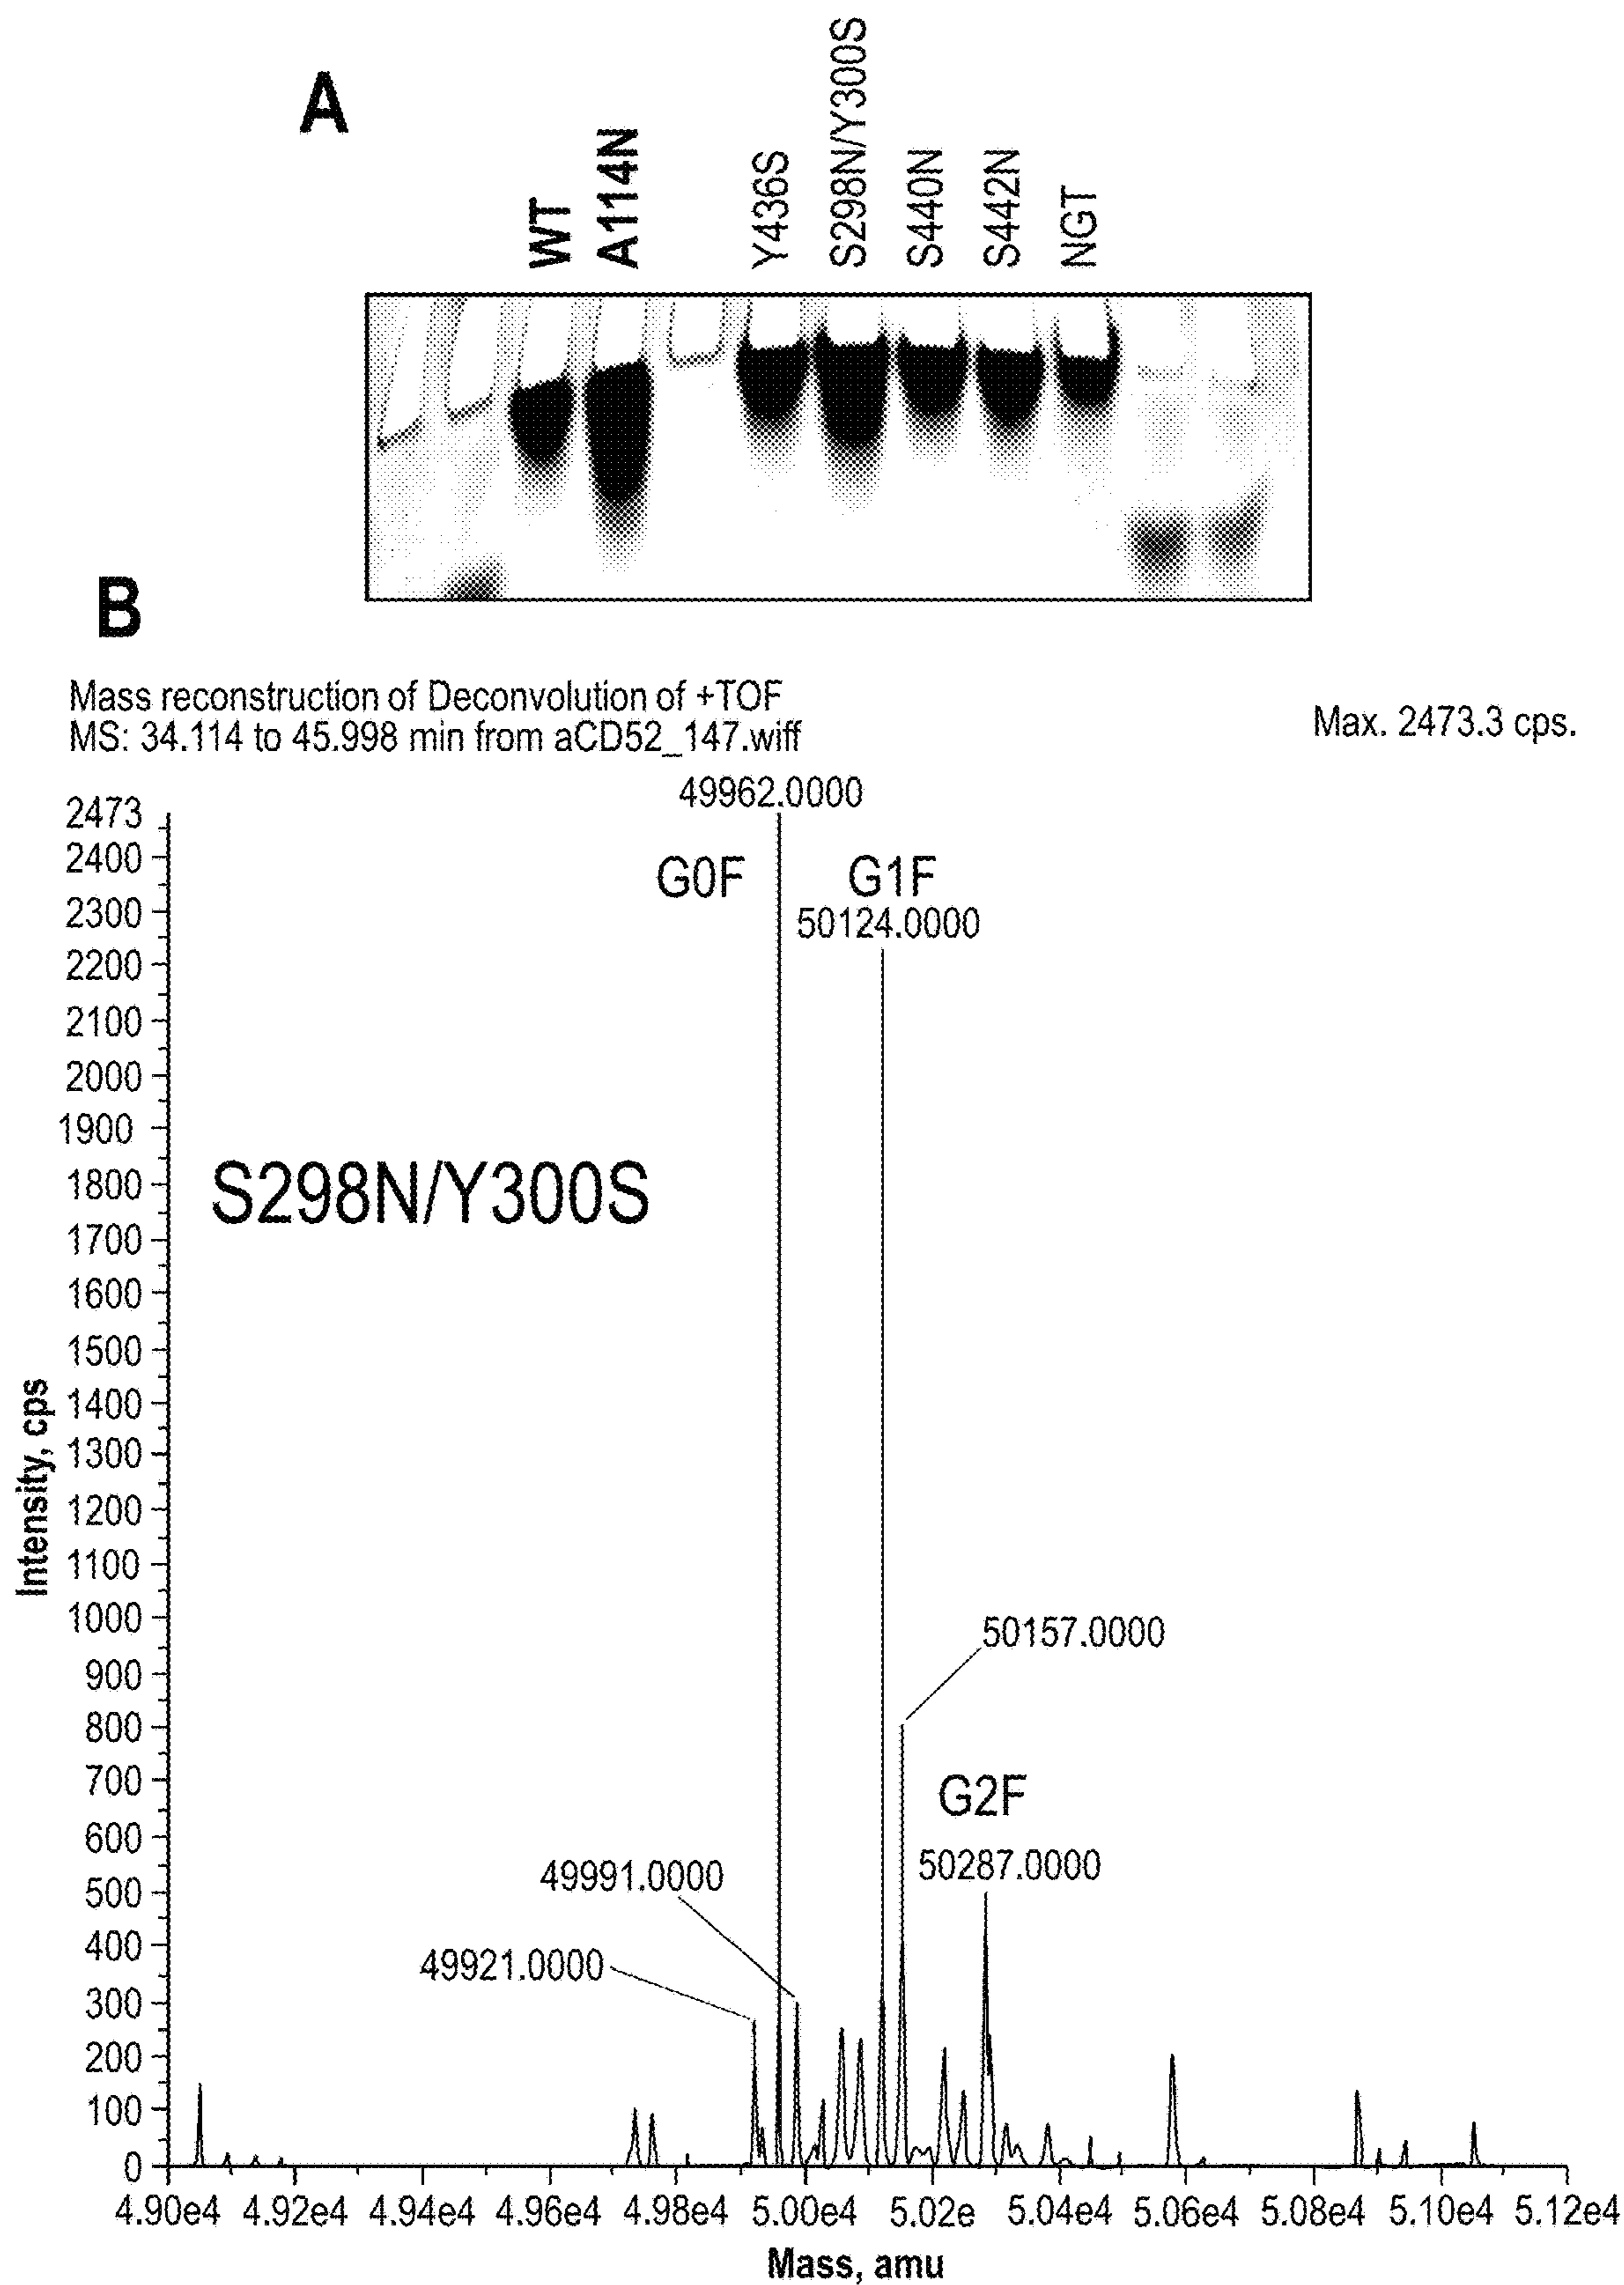 A
WT
A114N
Y436S
S298N/Y300S
S440N
S442N
NGT
B
Mass reconstruction of Deconvolution of +TOF
MS: 34.114 to 45.998 min from aCD52_147.wiff
Max. 2473.3 cps.
49962.0000
G0F
G1F
50124.0000
S298N/Y300S
50157.0000
G2F
50287.0000
49991.0000
49921.0000
Intensity, cps
2473
2400
2300
2200
2100
2000
1900
1800
1700
1600
1500
1400
1300
1200
1100
1000
900
800
700
600
500
400
300
200
100
0
4.90e4 4.92e4 4.94e4 4.96e4 4.98e4 5.00e4 5.02e 5.04e4 5.06e4 5.08e4 5.10e4 5.12e4
Mass, amu